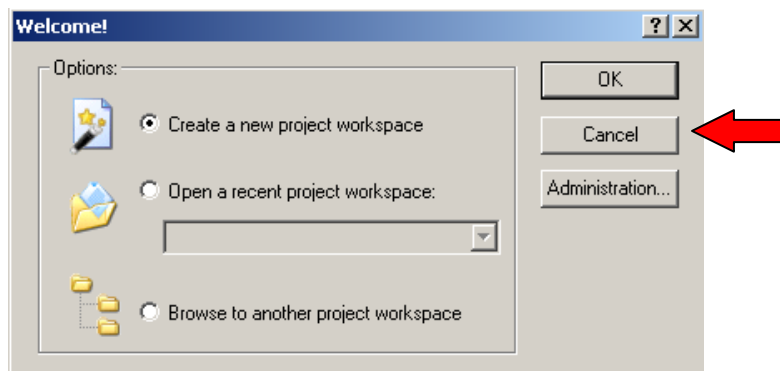 Welcome!
Options:
Create a new project workspace
Open a recent project workspace:
Browse to another project workspace
OK
Cancel
Administration...